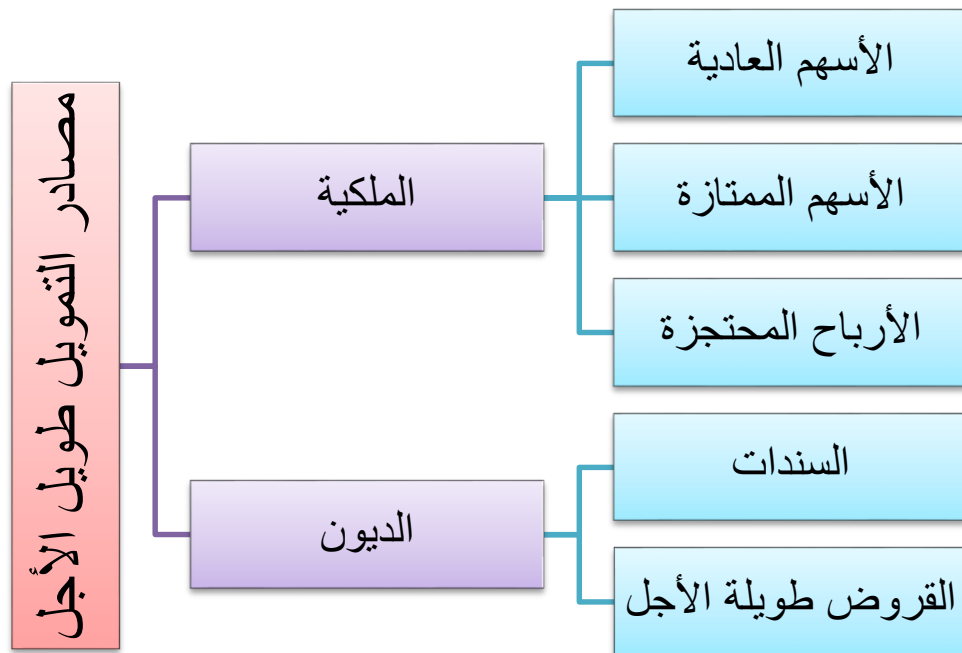 مصادر التمويل طويل الأجل
الملكية
الأسهم العادية
الأسهم الممتازة
الأرباح المحتجزة
الديون
السندات
القروض طويلة الأجل